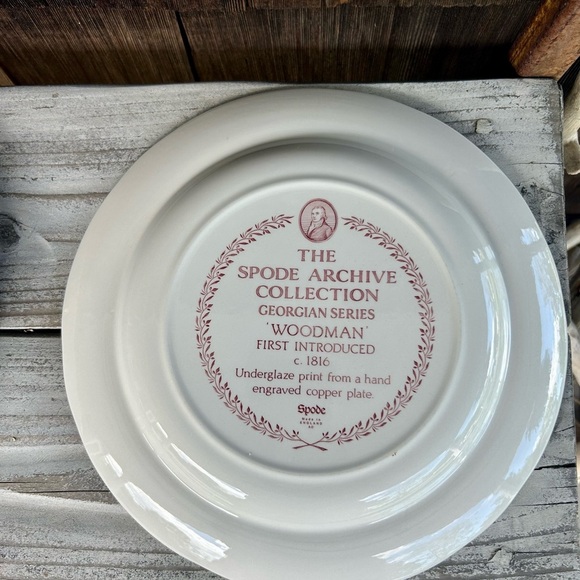 THE
SPODE ARCHIVE
COLLECTION
GEORGIAN SERIES
'WOODMAN'
FIRST INTRODUCED
c. 1816
Underglaze print from a hand
engraved copper plate.
Spode
MADE IN
ENGLAND